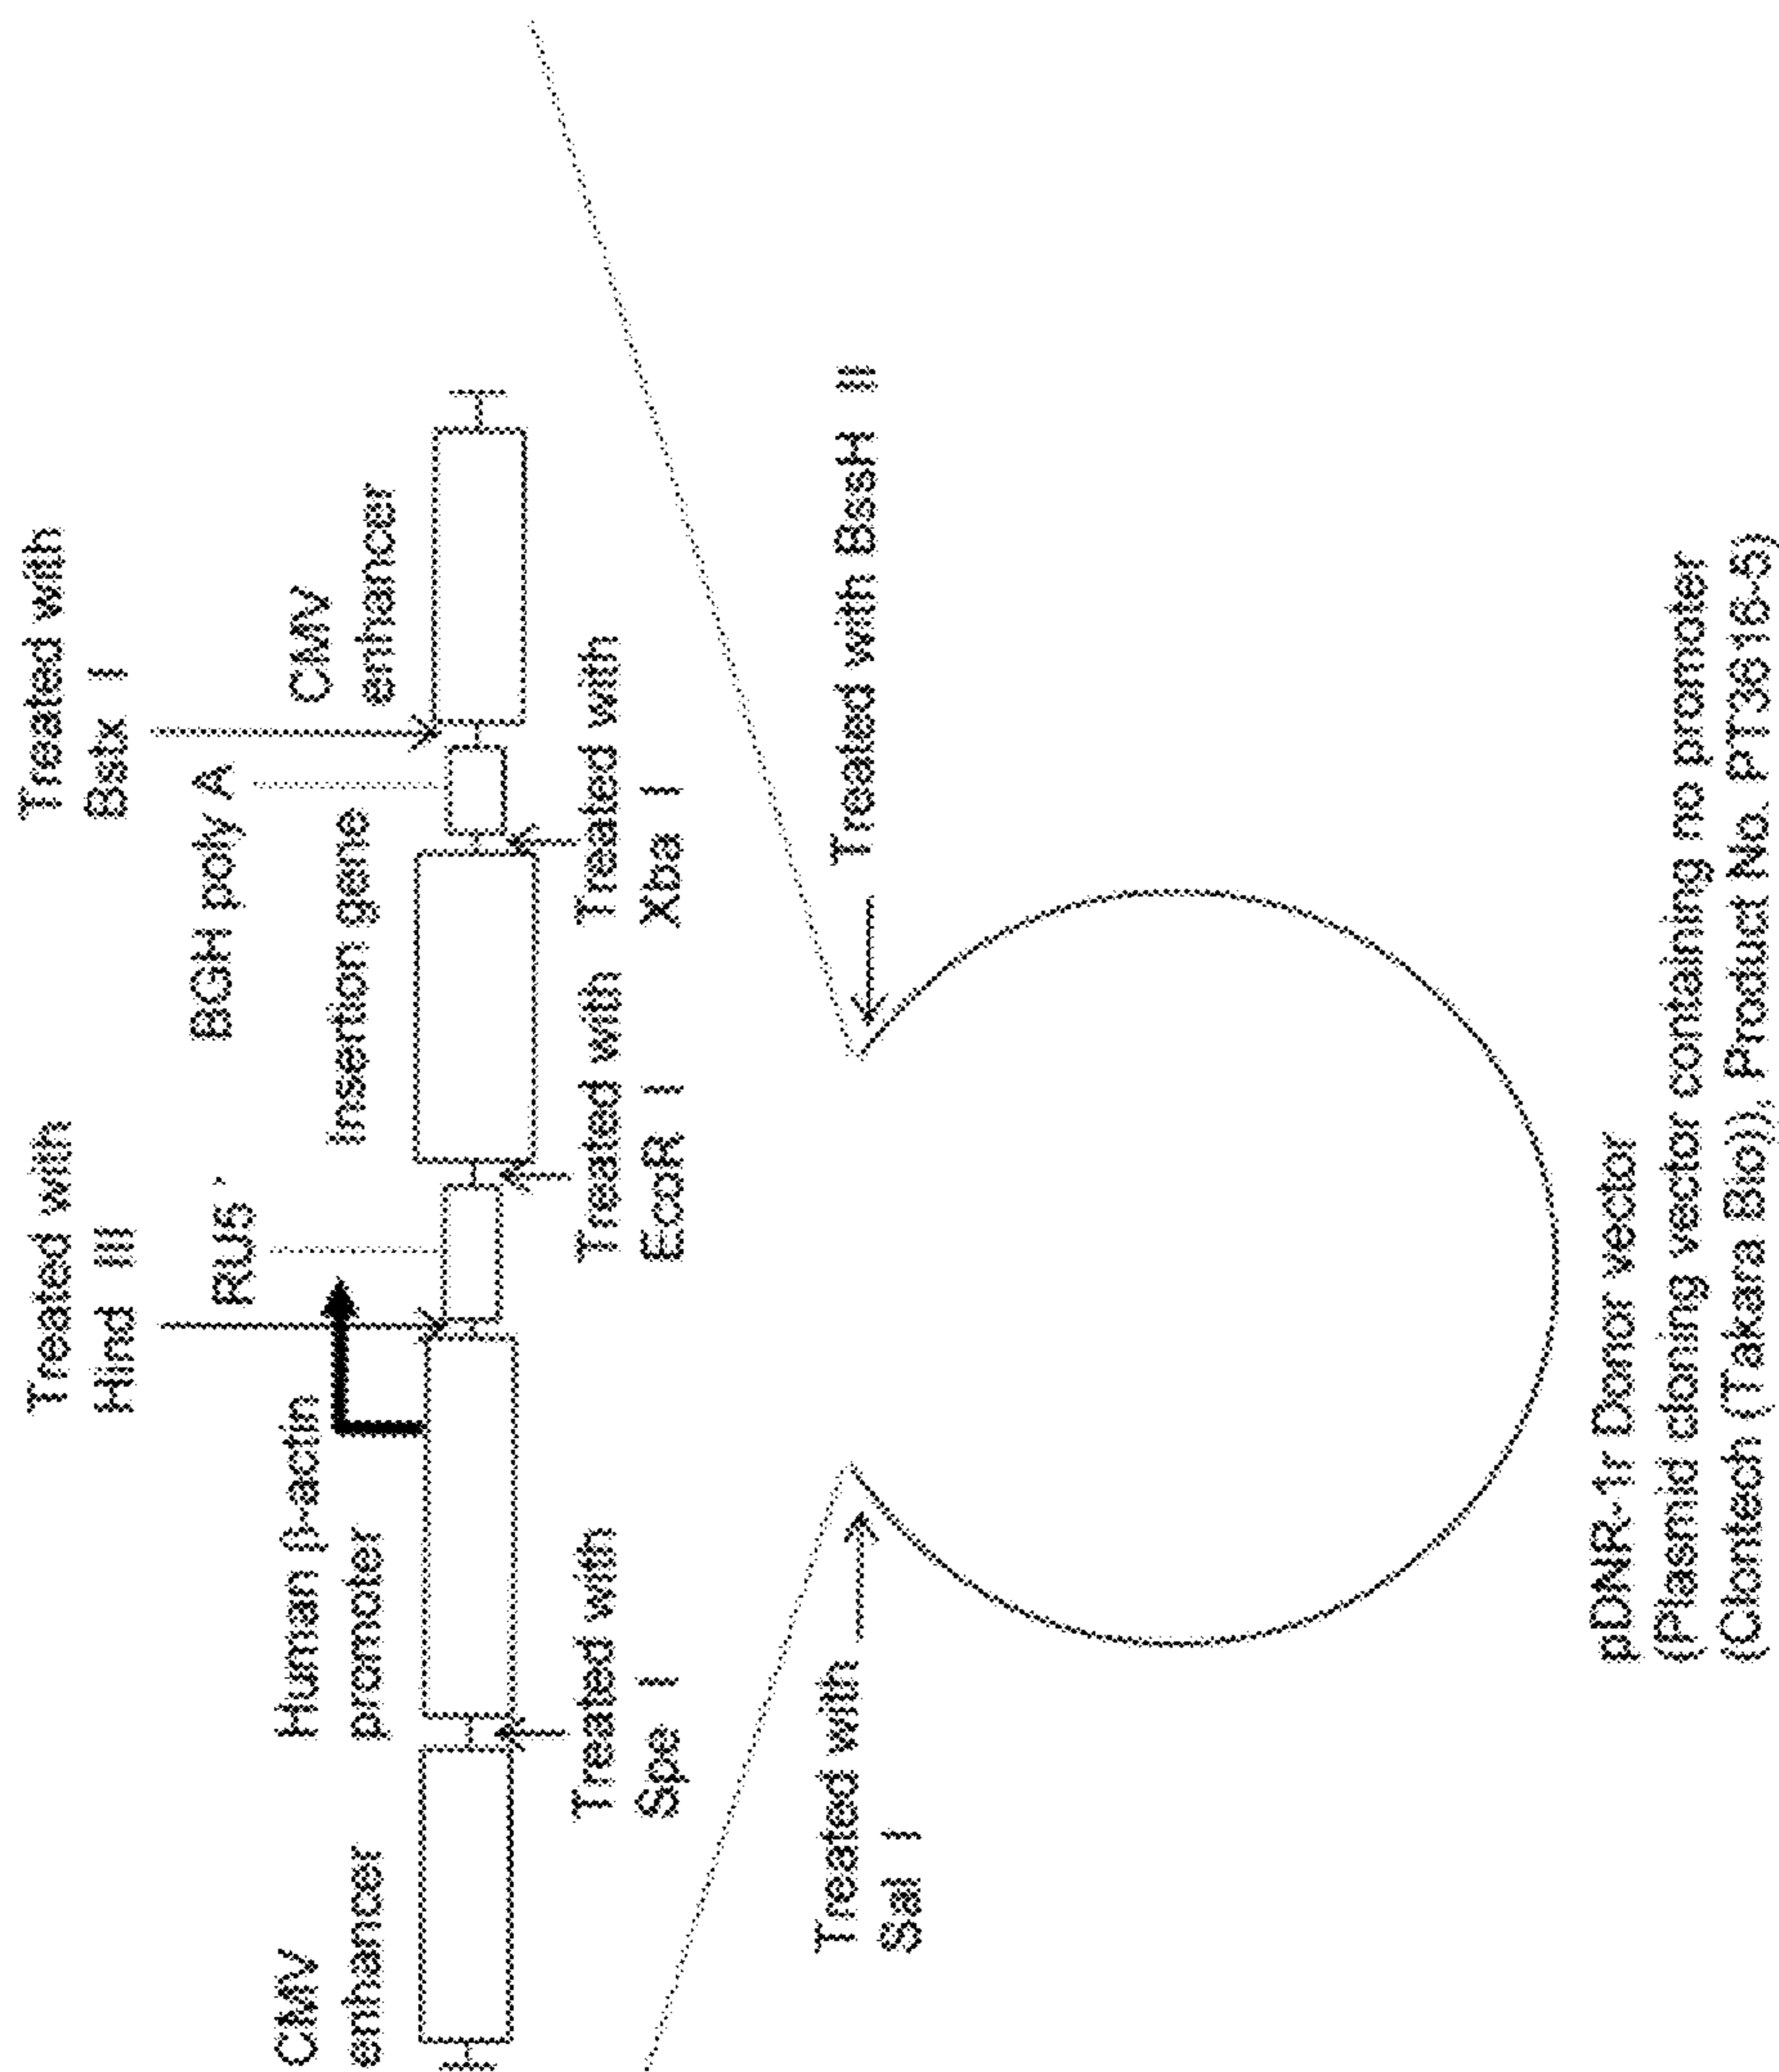 Treated with
Hind III
Treated with
Bstx I
RU5'
BGH poly A
CMV
enhancer
Human β-actin
promoter
Insertion gene
CMV
enhancer
Treated with
Spe I
Treated with
EcoR I
Treated with
Xba I
Treated with
Sal I
Treated with BssH II
pDNR-1r Donor vector
(Plasmid cloning vector containing no promoter
(Clontech (Takara Bio)), Product No. PT3616-5)